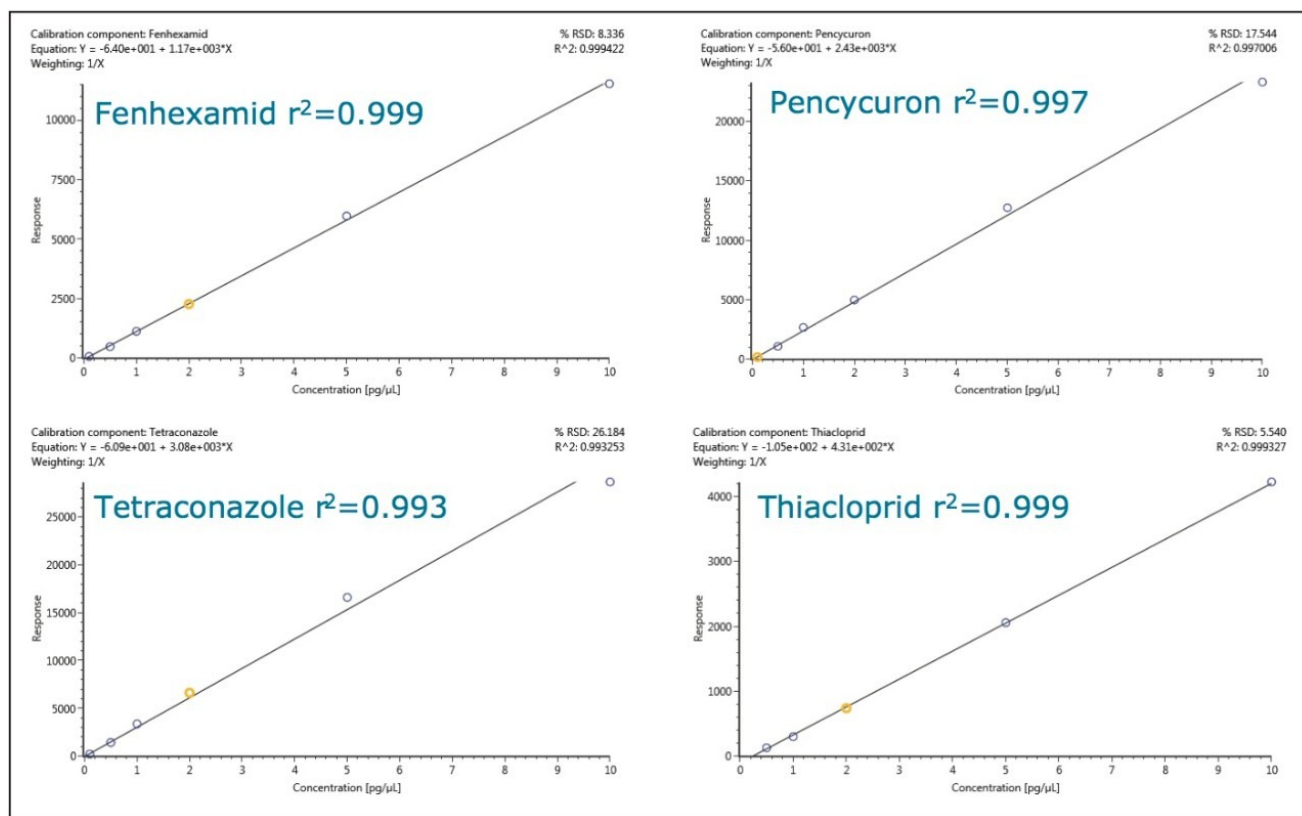 Calibration component: Fenhexamid % RSD: 8.336
Equation: Y = -6.40e+001 + 1.17e+003*X R^2: 0.999422
Weighting: 1/X
Fenhexamid r²=0.999
10000
7500
5000
2500
0
Response
0 1 2 3 4 5 6 7 8 9 10
Concentration [pg/µL]
Calibration component: Pencycuron % RSD: 17.544
Equation: Y = -5.60e+001 + 2.43e+003*X R^2: 0.997006
Weighting: 1/X
Pencycuron r²=0.997
20000
15000
10000
5000
0
Response
0 1 2 3 4 5 6 7 8 9 10
Concentration [pg/µL]
Calibration component: Tetraconazole % RSD: 26.184
Equation: Y = -6.09e+001 + 3.08e+003*X R^2: 0.993253
Weighting: 1/X
Tetraconazole r²=0.993
25000
20000
15000
10000
5000
0
Response
0 1 2 3 4 5 6 7 8 9 10
Concentration [pg/µL]
Calibration component: Thiacloprid % RSD: 5.540
Equation: Y = -1.05e+002 + 4.31e+002*X R^2: 0.999327
Weighting: 1/X
Thiacloprid r²=0.999
4000
3000
2000
1000
0
Response
0 1 2 3 4 5 6 7 8 9 10
Concentration [pg/µL]